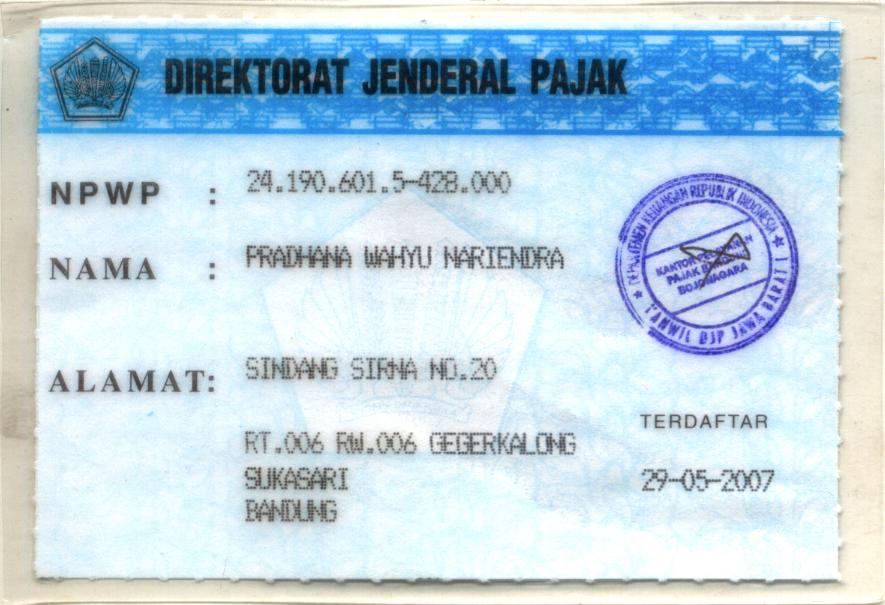 DIREKTORAT JENDERAL PAJAK
NPWP : 24.190.601.5-428.000
NAMA : PRADHANA WAHYU NARIENDRA
ALAMAT: SINDANG SIRNA NO.20
RT.006 RW.006 GEGERKALONG
SUKASARI
BANDUNG
DEPARTEMEN KEUANGAN REPUBLIK INDONESIA
KANTOR
PAJAK
BOJONAGARA
KANWIL DJP JAWA BARAT I
TERDAFTAR
29-05-2007